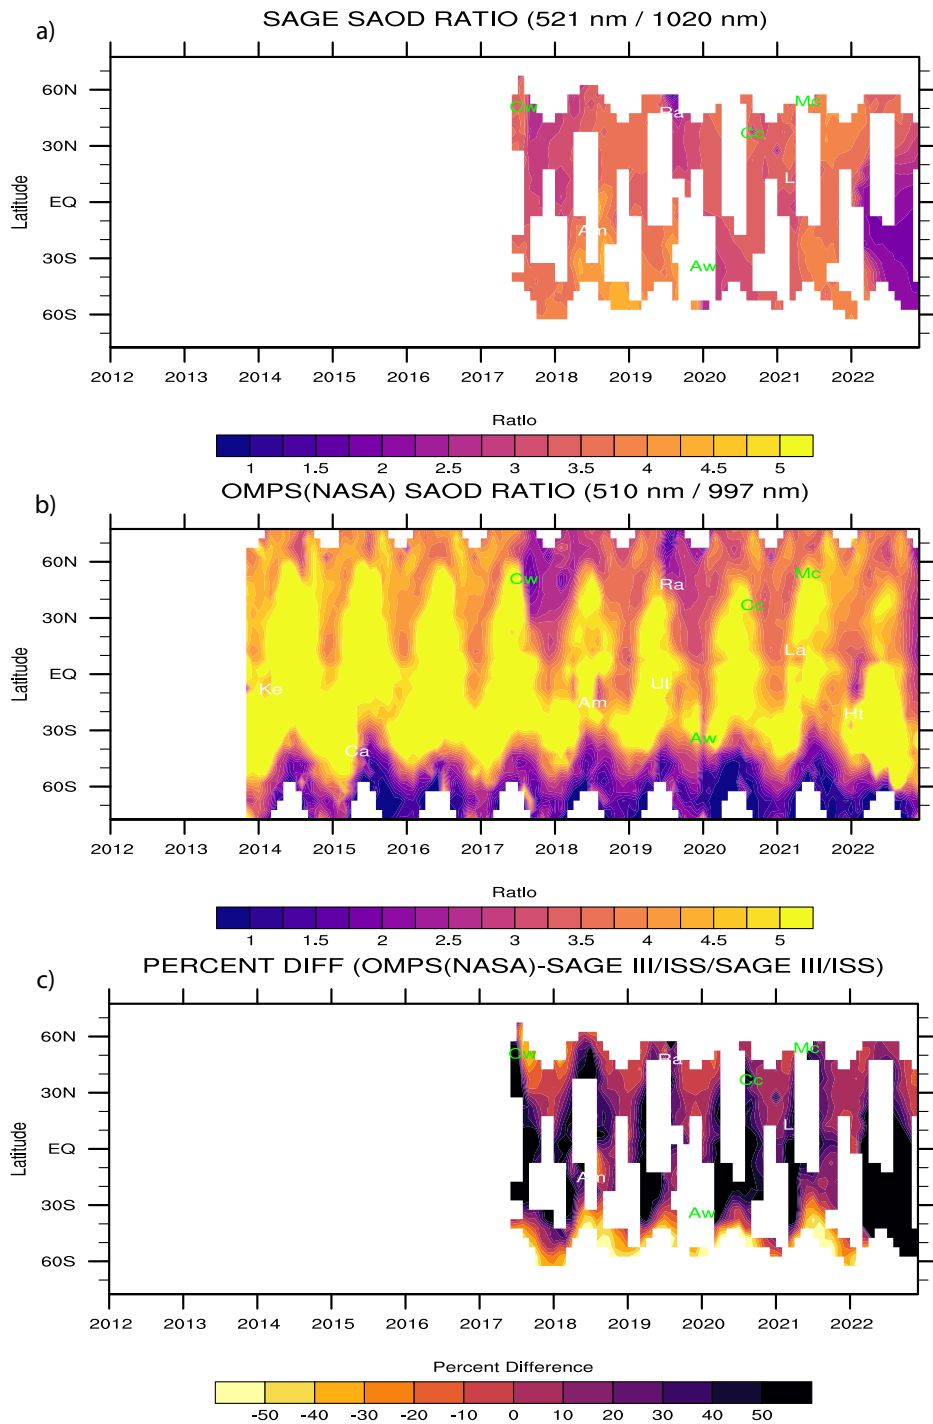 SAGE SAOD RATIO (521 nm / 1020 nm)
a)
60N
30N
EQ
30S
60S
Latitude
Cw
Ra
Mc
Cc
L
Am
Aw
2012 2013 2014 2015 2016 2017 2018 2019 2020 2021 2022
Ratio
1 1.5 2 2.5 3 3.5 4 4.5 5
OMPS(NASA) SAOD RATIO (510 nm / 997 nm)
b)
60N
30N
EQ
30S
60S
Latitude
Cw
Ra
Mc
Cc
La
Ke
Ul
Am
Ht
Aw
Ca
2012 2013 2014 2015 2016 2017 2018 2019 2020 2021 2022
Ratio
1 1.5 2 2.5 3 3.5 4 4.5 5
PERCENT DIFF (OMPS(NASA)-SAGE III/ISS/SAGE III/ISS)
c)
60N
30N
EQ
30S
60S
Latitude
Cw
Ra
Mc
Cc
L
Am
Aw
2012 2013 2014 2015 2016 2017 2018 2019 2020 2021 2022
Percent Difference
-50 -40 -30 -20 -10 0 10 20 30 40 50